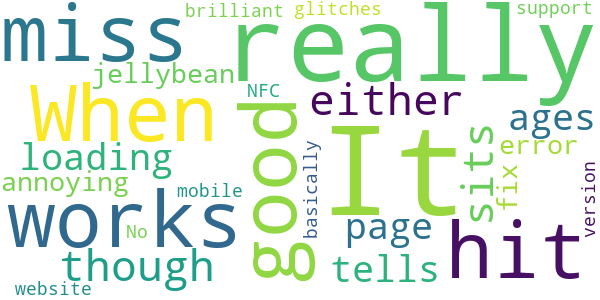 brilliant glitches support
miss really
jellybean NFC
When good It either ages
loading sits error
annoying mobile basically fix version
works No page hit
though tells
website